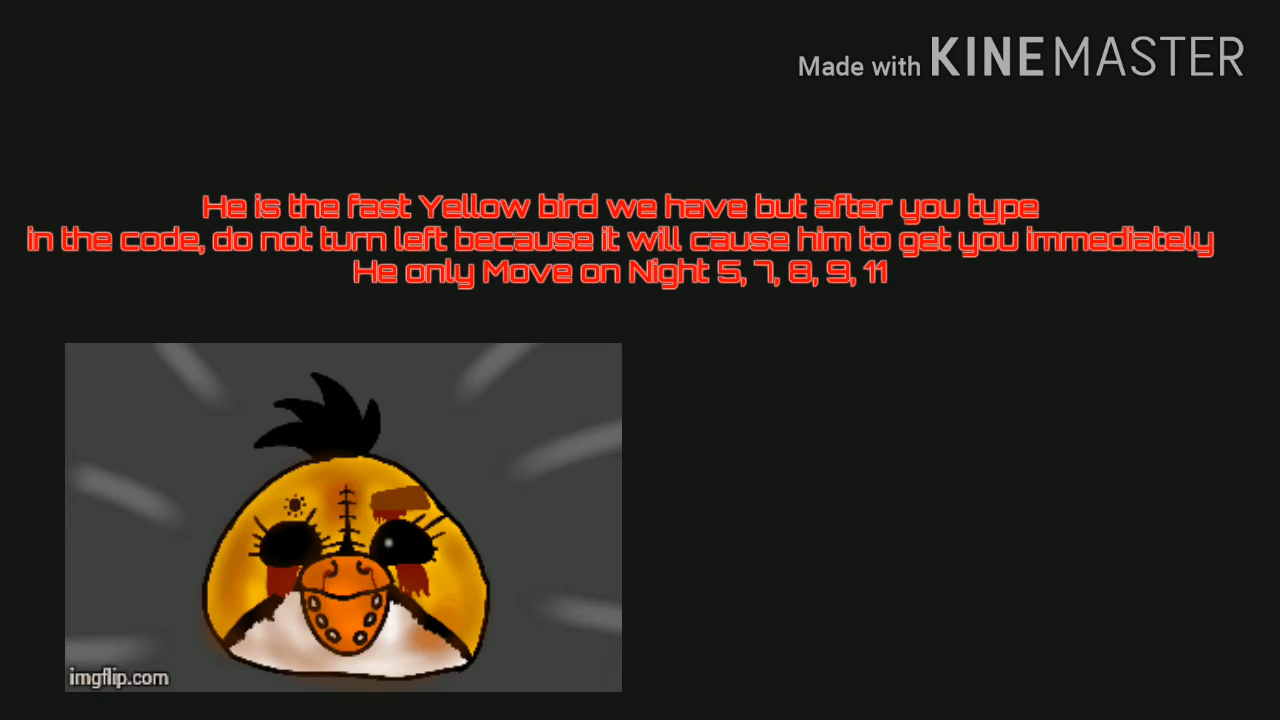 Made with KINEMASTER
He is the fast Yellow bird we have but after you type
in the code, do not turn left because it will cause him to get you immediately
He only Move on Night 5, 7, 8, 9, 11
imgflip.com